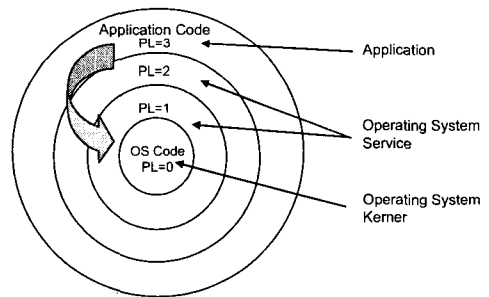 Application Code
PL=3
PL=2
PL=1
OS Code
PL=0
Application
Operating System
Service
Operating System
Kerner